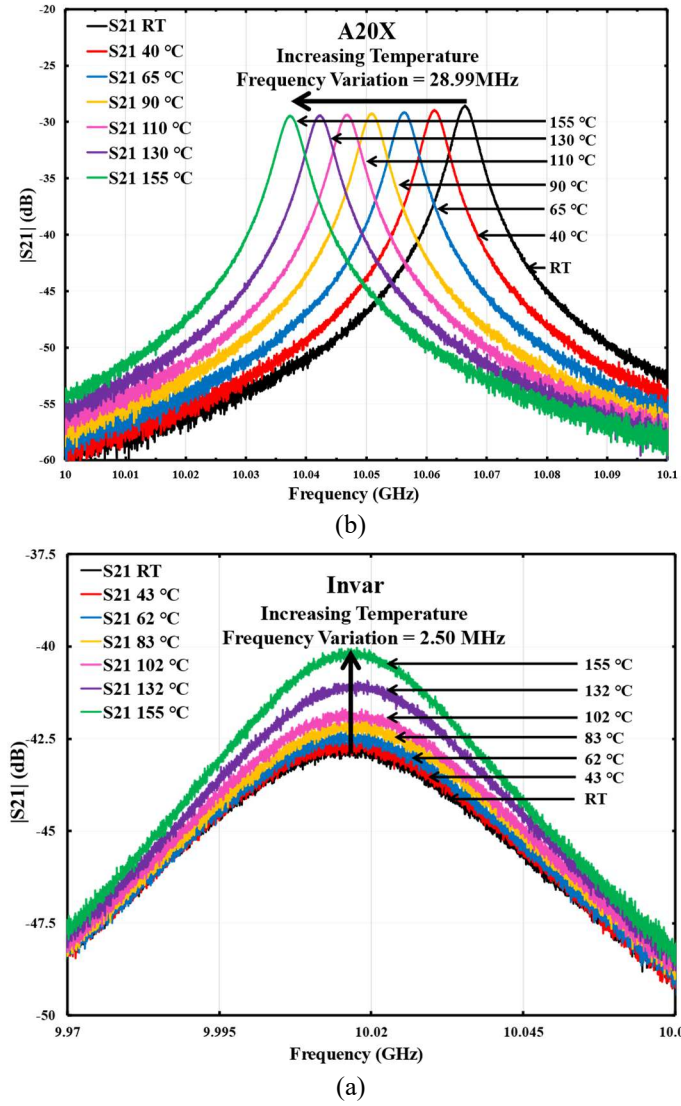 A20X
Increasing Temperature
Frequency Variation = 28.99MHz
S21 RT
S21 40 ℃
S21 65 ℃
S21 90 ℃
S21 110 ℃
S21 130 ℃
S21 155 ℃
155 ℃
130 ℃
110 ℃
90 ℃
65 ℃
40 ℃
RT
|S21| (dB)
-20
-25
-30
-35
-40
-45
-50
-55
-60
10 10.01 10.02 10.03 10.04 10.05 10.06 10.07 10.08 10.09 10.1
Frequency (GHz)
(b)
Invar
Increasing Temperature
Frequency Variation = 2.50 MHz
S21 RT
S21 43 ℃
S21 62 ℃
S21 83 ℃
S21 102 ℃
S21 132 ℃
S21 155 ℃
155 ℃
132 ℃
102 ℃
83 ℃
62 ℃
43 ℃
RT
|S21| (dB)
-37.5
-40
-42.5
-45
-47.5
-50
9.97 9.995 10.02 10.045
Frequency (GHz)
(a)